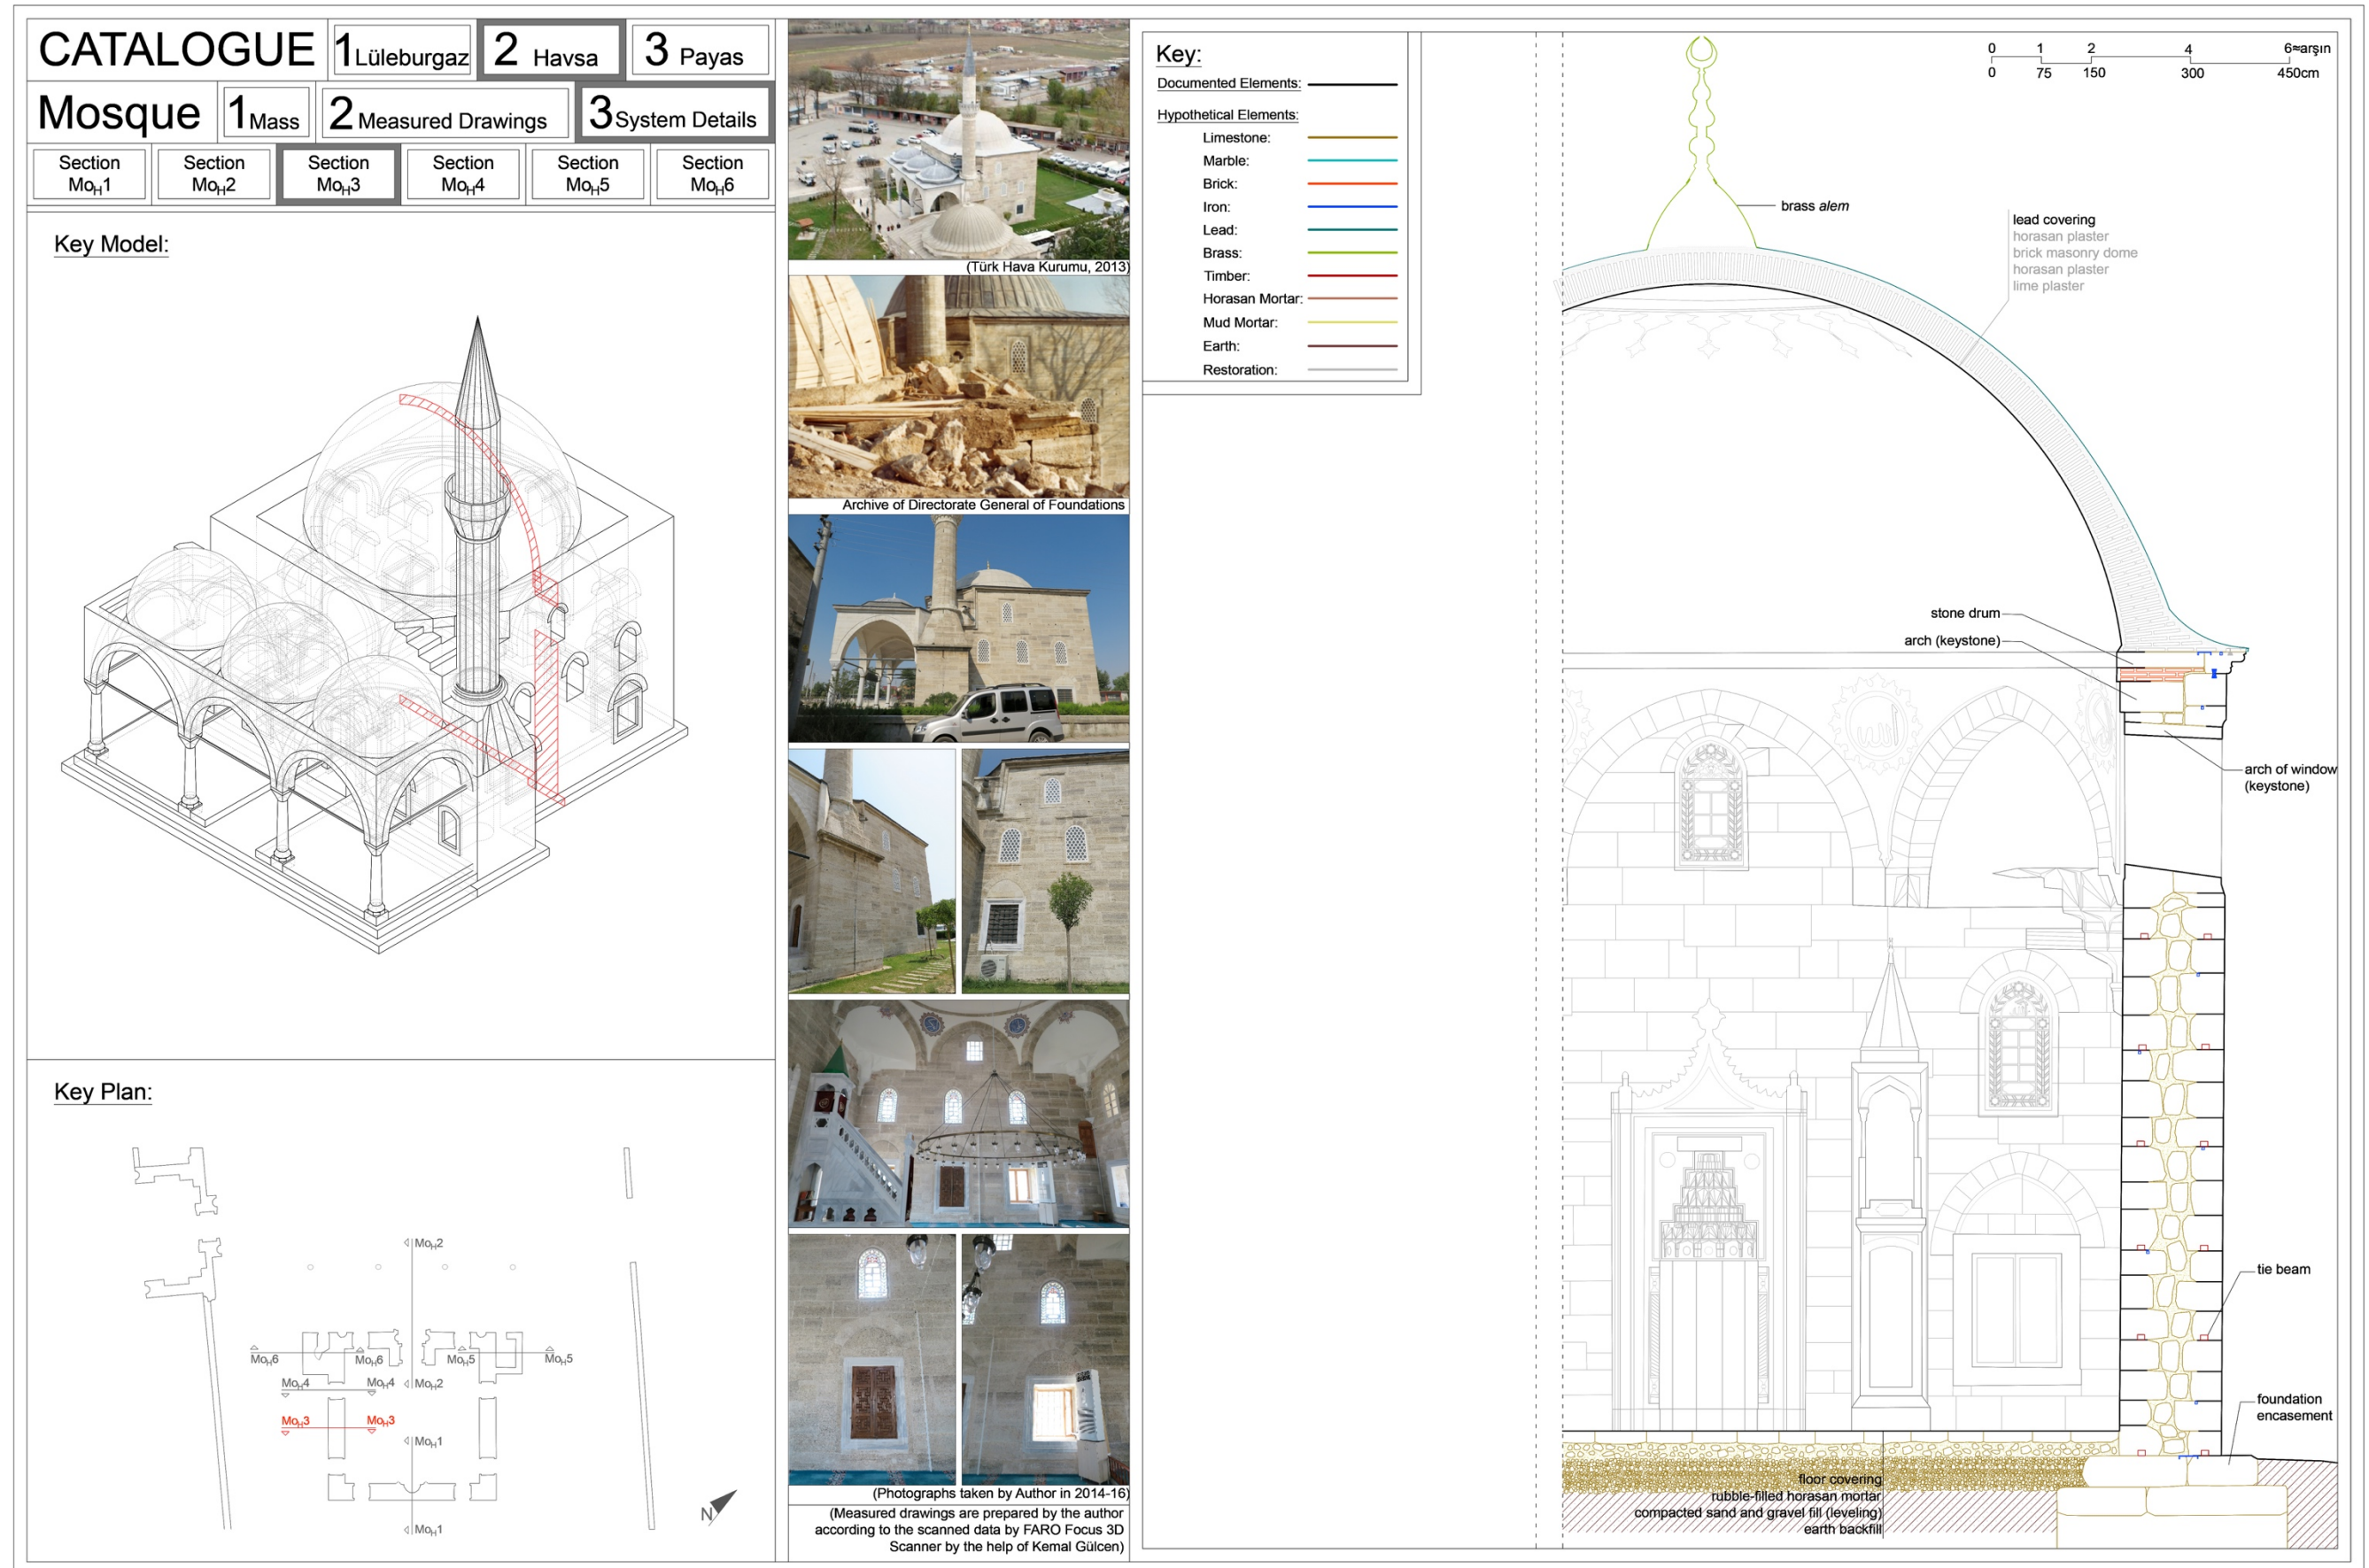 CATALOGUE
1 Lüleburgaz
2 Havsa
3 Payas
Mosque
1 Mass
2 Measured Drawings
3 System Details
Section
MoH1
Section
MoH2
Section
MoH3
Section
MoH4
Section
MoH5
Section
MoH6
Key Model:
Key Plan:
MoH2
MoH6
MoH6
MoH5
MoH5
MoH4
MoH4
MoH2
MoH3
MoH3
MoH1
MoH1
N
(Türk Hava Kurumu, 2013)
Archive of Directorate General of Foundations
(Photographs taken by Author in 2014-16)
(Measured drawings are prepared by the author
according to the scanned data by FARO Focus 3D
Scanner by the help of Kemal Gülcen)
Key:
Documented Elements:
Hypothetical Elements:
Limestone:
Marble:
Brick:
Iron:
Lead:
Brass:
Timber:
Horasan Mortar:
Mud Mortar:
Earth:
Restoration:
0 1 2 4 6≈arşın
0 75 150 300 450cm
brass alem
lead covering
horasan plaster
brick masonry dome
horasan plaster
lime plaster
stone drum
arch (keystone)
arch of window
(keystone)
tie beam
foundation
encasement
floor covering
rubble-filled horasan mortar
compacted sand and gravel fill (leveling)
earth backfill